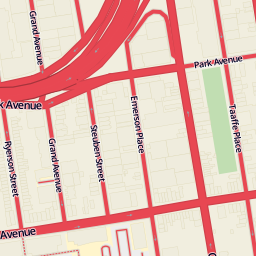 Grand Avenue
Park Avenue
k Avenue
Emerson Place
Taaffe Place
Steuben Street
Grand Avenue
Ryerson Street
Avenue